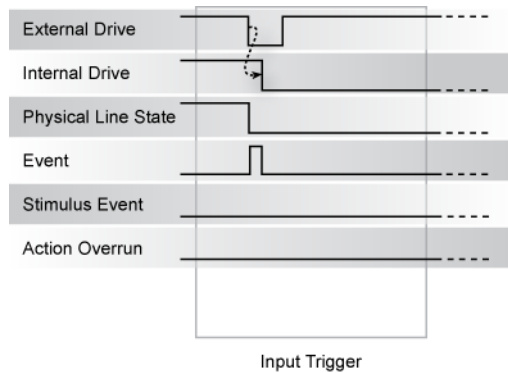 External Drive
Internal Drive
Physical Line State
Event
Stimulus Event
Action Overrun
Input Trigger